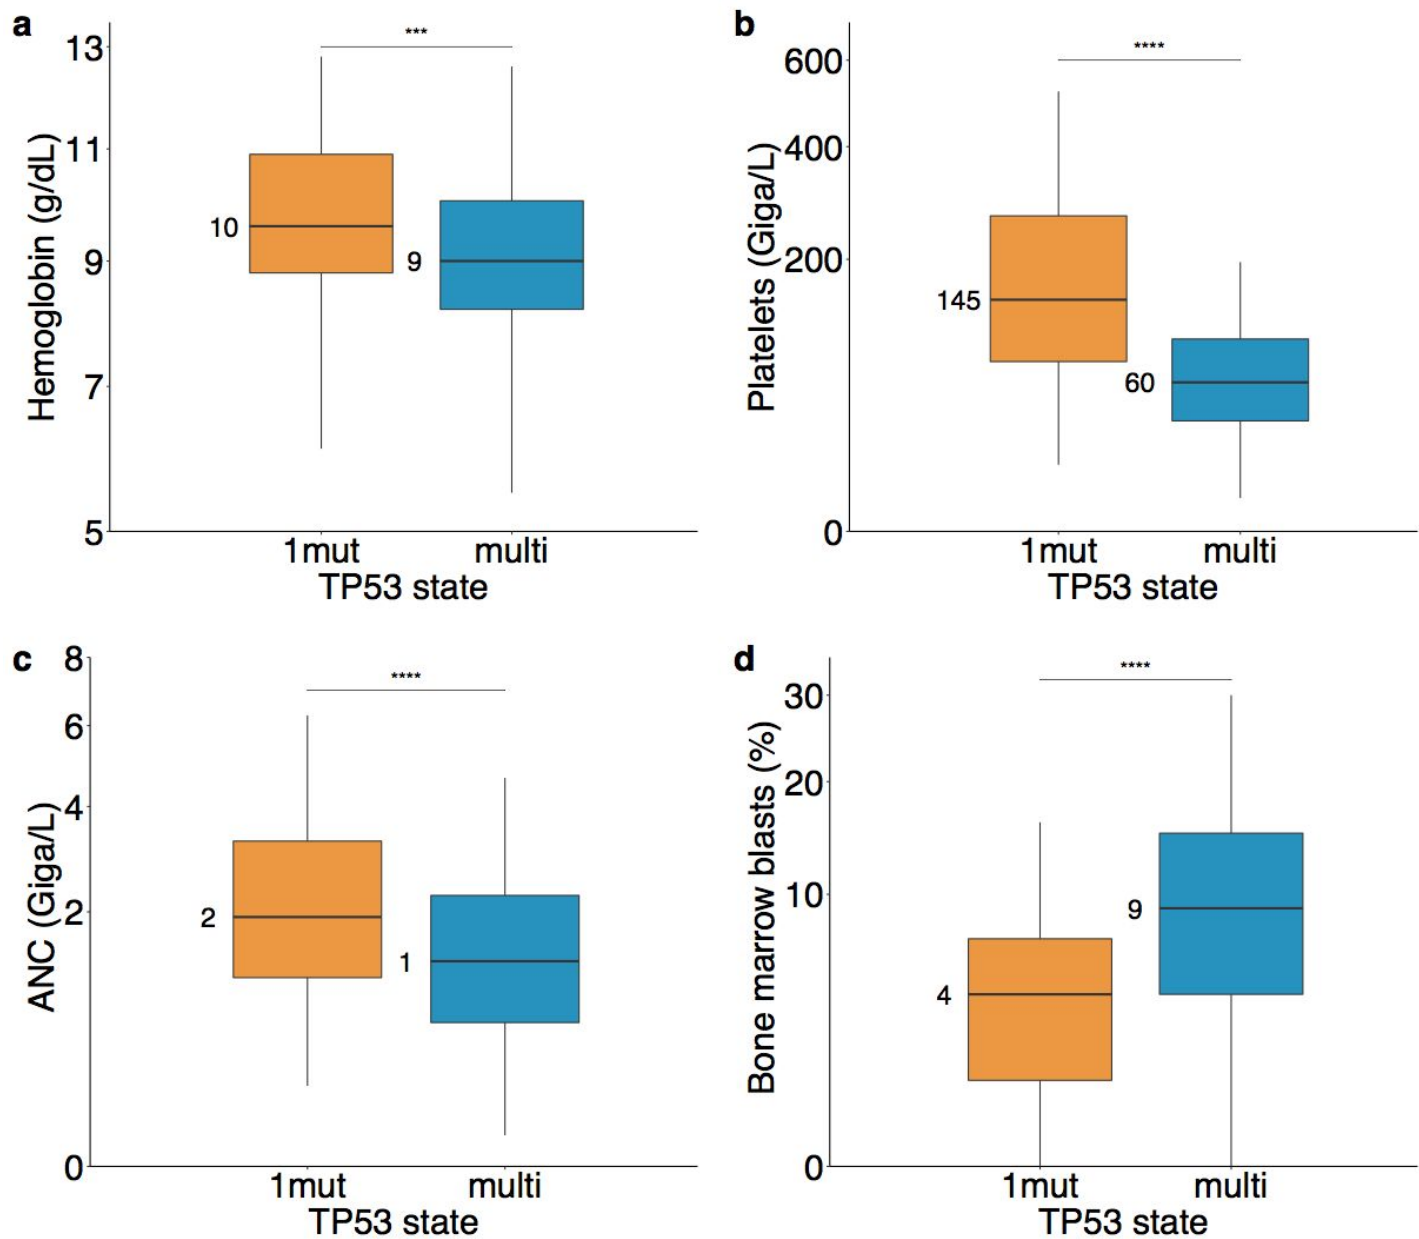 a
***
13
11
9
7
5
Hemoglobin (g/dL)
10
9
1mut
multi
TP53 state
b
****
600
400
200
0
Platelets (Giga/L)
145
60
1mut
multi
TP53 state
c
****
8
6
4
2
0
ANC (Giga/L)
2
1
1mut
multi
TP53 state
d
****
30
20
10
0
Bone marrow blasts (%)
4
9
1mut
multi
TP53 state